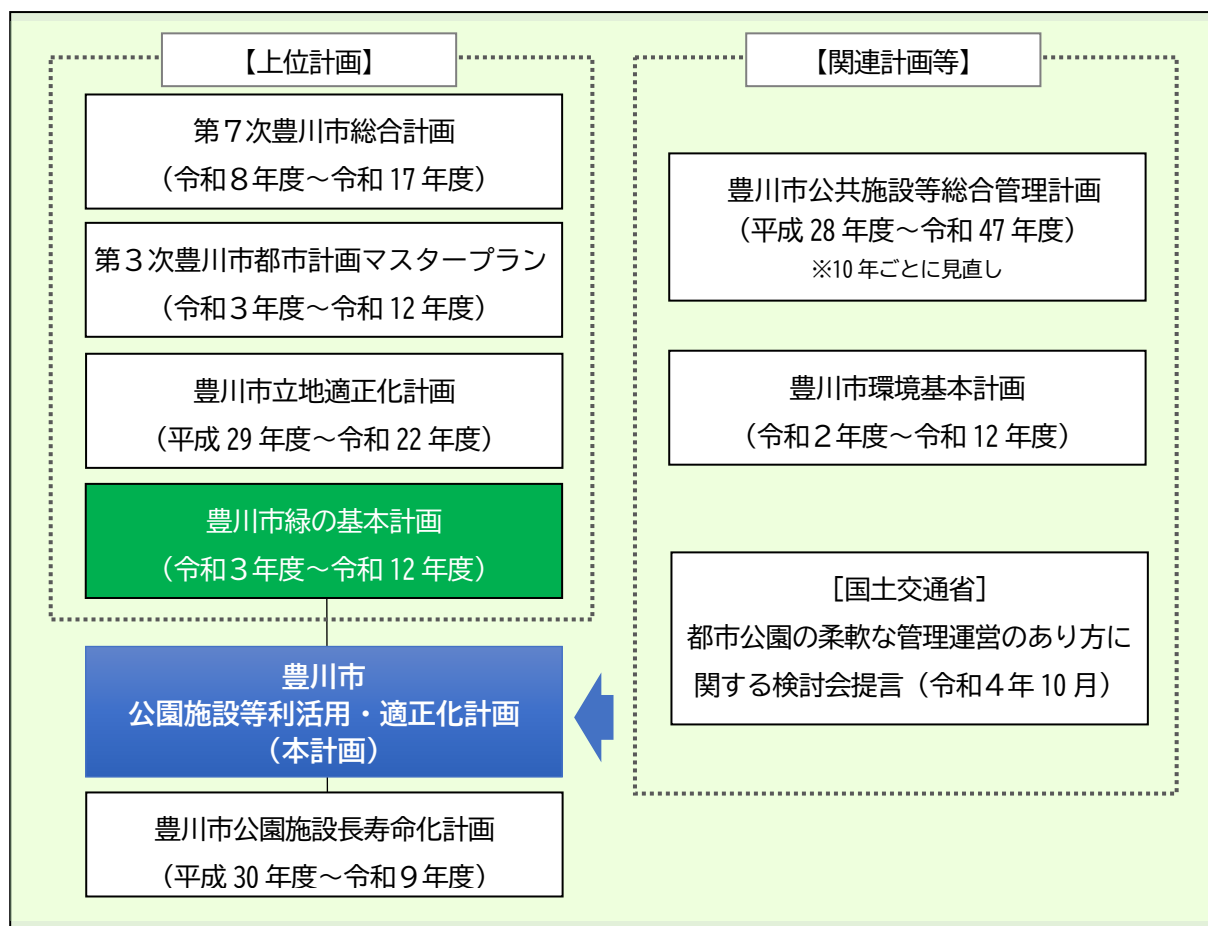 【上位計画】
第７次豊川市総合計画
（令和８年度～令和 17 年度）
第３次豊川市都市計画マスタープラン
（令和３年度～令和 12 年度）
豊川市立地適正化計画
（平成 29 年度～令和 22 年度）
豊川市緑の基本計画
（令和３年度～令和 12 年度）
豊川市
公園施設等利活用・適正化計画
（本計画）
豊川市公園施設長寿命化計画
（平成 30 年度～令和９年度）
【関連計画等】
豊川市公共施設等総合管理計画
（平成 28 年度～令和 47 年度）
※10 年ごとに見直し
豊川市環境基本計画
（令和２年度～令和 12 年度）
［国土交通省］
都市公園の柔軟な管理運営のあり方に
関する検討会提言（令和４年 10 月）